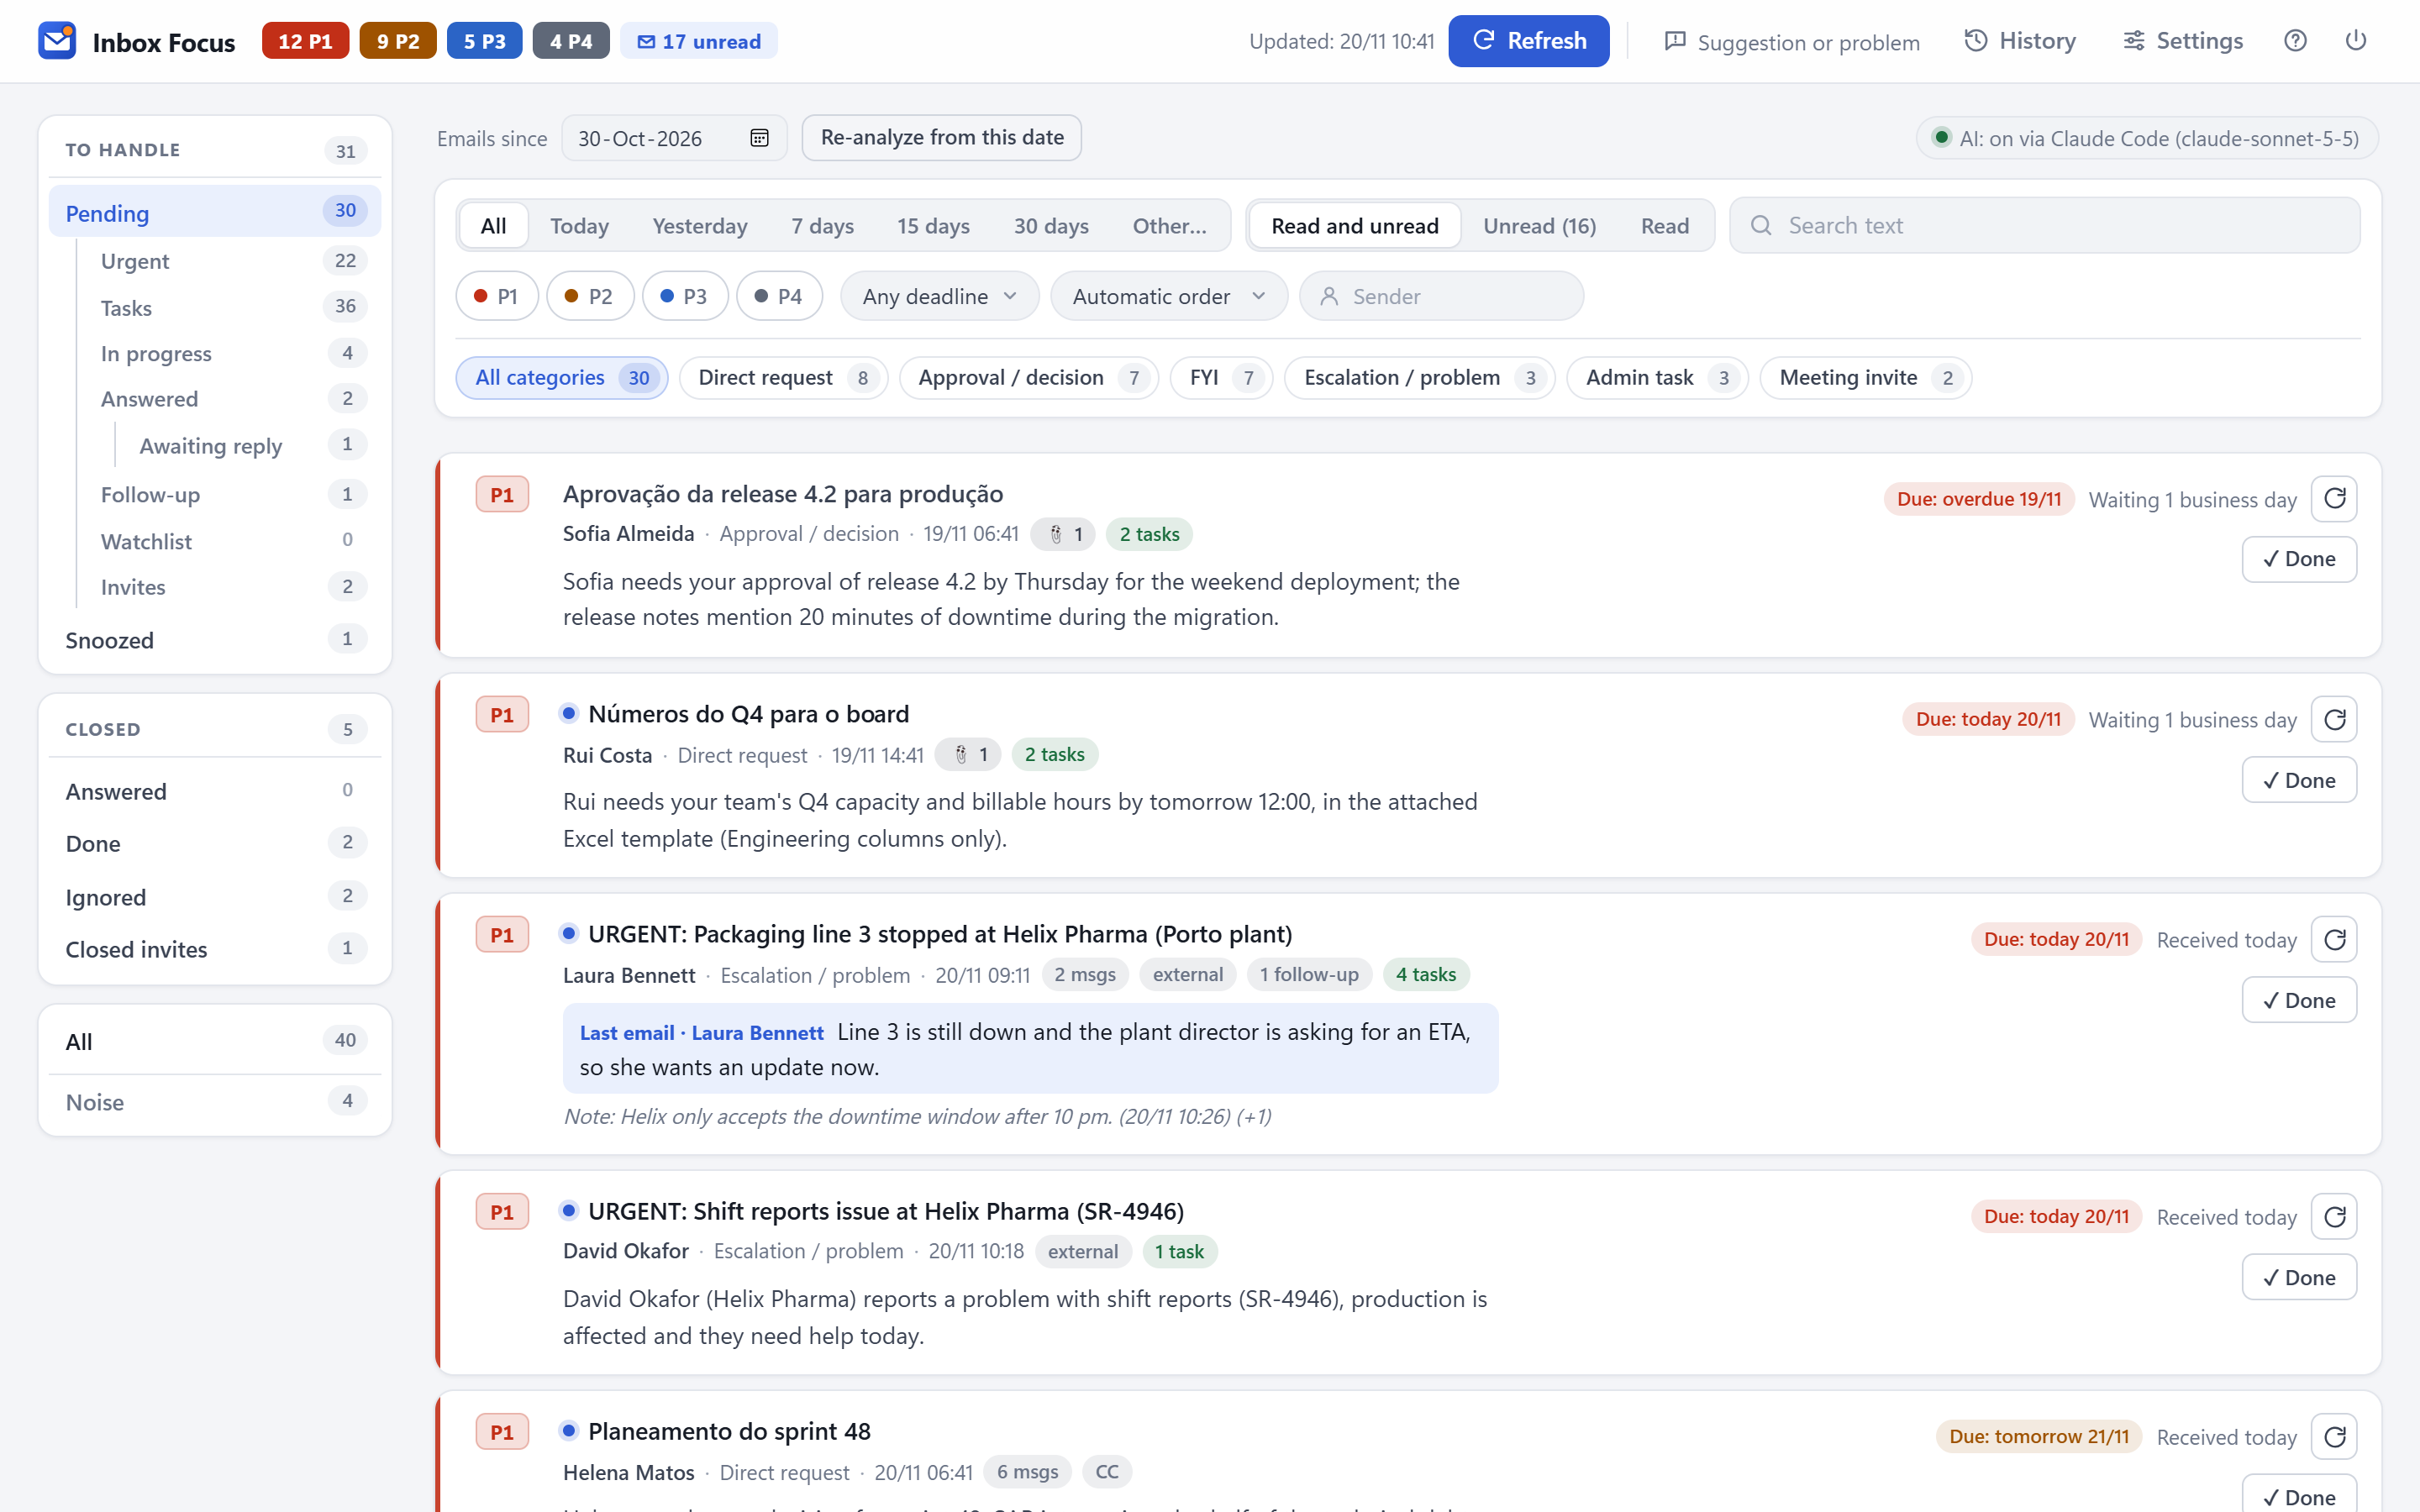 Inbox Focus 12 P1 9 P2 5 P3 4 P4 17 unread Updated: 20/11 10:41 Refresh Suggestion or problem History Settings
TO HANDLE 31
Pending 30
Urgent 22
Tasks 36
In progress 4
Answered 2
Awaiting reply 1
Follow-up 1
Watchlist 0
Invites 2
Snoozed 1
CLOSED 5
Answered 0
Done 2
Ignored 2
Closed invites 1
All 40
Noise 4
Emails since 30-Oct-2026 Re-analyze from this date AI: on via Claude Code (claude-sonnet-5-5)
All Today Yesterday 7 days 15 days 30 days Other... Read and unread Unread (16) Read Search text
P1 P2 P3 P4 Any deadline Automatic order Sender
All categories 30 Direct request 8 Approval / decision 7 FYI 7 Escalation / problem 3 Admin task 3 Meeting invite 2
P1 Aprovação da release 4.2 para produção Due: overdue 19/11 Waiting 1 business day
Sofia Almeida · Approval / decision · 19/11 06:41 1 2 tasks
✓ Done
Sofia needs your approval of release 4.2 by Thursday for the weekend deployment; the
release notes mention 20 minutes of downtime during the migration.
P1 Números do Q4 para o board Due: today 20/11 Waiting 1 business day
Rui Costa · Direct request · 19/11 14:41 1 2 tasks
✓ Done
Rui needs your team's Q4 capacity and billable hours by tomorrow 12:00, in the attached
Excel template (Engineering columns only).
P1 URGENT: Packaging line 3 stopped at Helix Pharma (Porto plant) Due: today 20/11 Received today
Laura Bennett · Escalation / problem · 20/11 09:11 2 msgs external 1 follow-up 4 tasks
✓ Done
Last email · Laura Bennett Line 3 is still down and the plant director is asking for an ETA,
so she wants an update now.
Note: Helix only accepts the downtime window after 10 pm. (20/11 10:26) (+1)
P1 URGENT: Shift reports issue at Helix Pharma (SR-4946) Due: today 20/11 Received today
David Okafor · Escalation / problem · 20/11 10:18 external 1 task
✓ Done
David Okafor (Helix Pharma) reports a problem with shift reports (SR-4946), production is
affected and they need help today.
P1 Planeamento do sprint 48 Due: tomorrow 21/11 Received today
Helena Matos · Direct request · 20/11 06:41 6 msgs CC
✓ Done